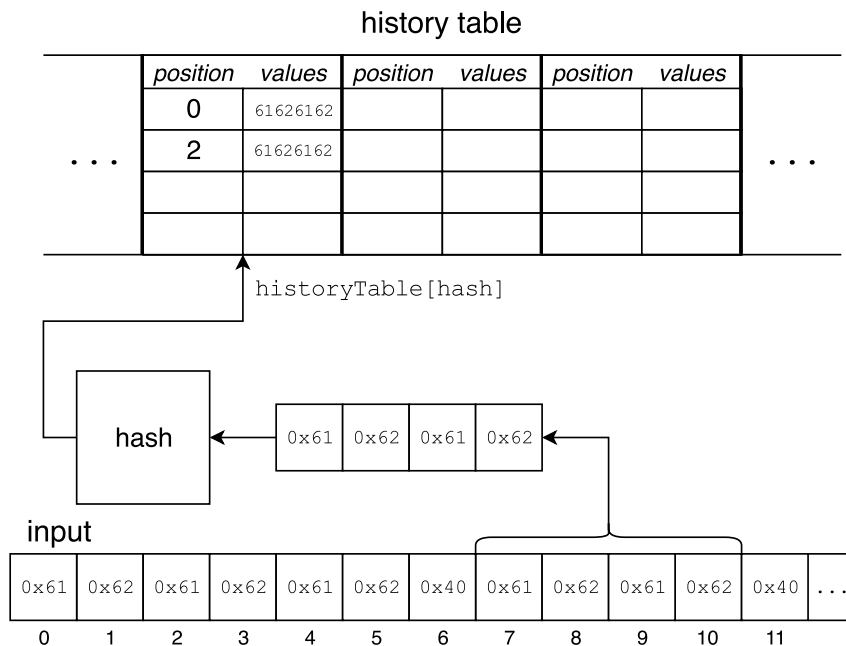 history table
position values position values position values
0 61626162
2 61626162
... ...
historyTable[hash]
hash 0x61 0x62 0x61 0x62
input
0x61 0x62 0x61 0x62 0x61 0x62 0x40 0x61 0x62 0x61 0x62 0x40 ...
0 1 2 3 4 5 6 7 8 9 10 11